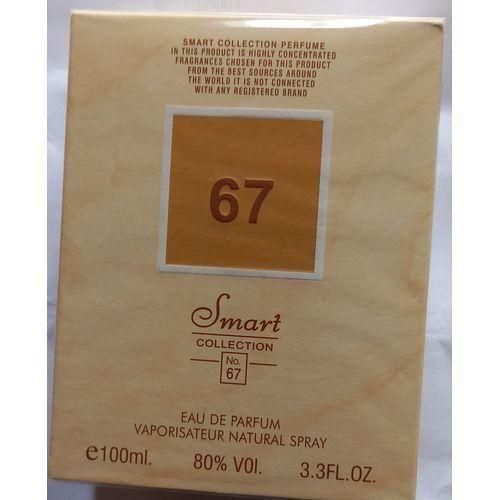 SMART COLLECTION PERFUME
IN THIS PRODUCT IS HIGHLY CONCENTRATED
FRAGRANCES CHOSEN FOR THIS PRODUCT
FROM THE BEST SOURCES AROUND
THE WORLD IT IS NOT CONNECTED
WITH ANY REGISTERED BRAND
67
Smart
COLLECTION
No.
67
EAU DE PARFUM
VAPORISATEUR NATURAL SPRAY
e100ml. 80% VOl. 3.3FL.OZ.